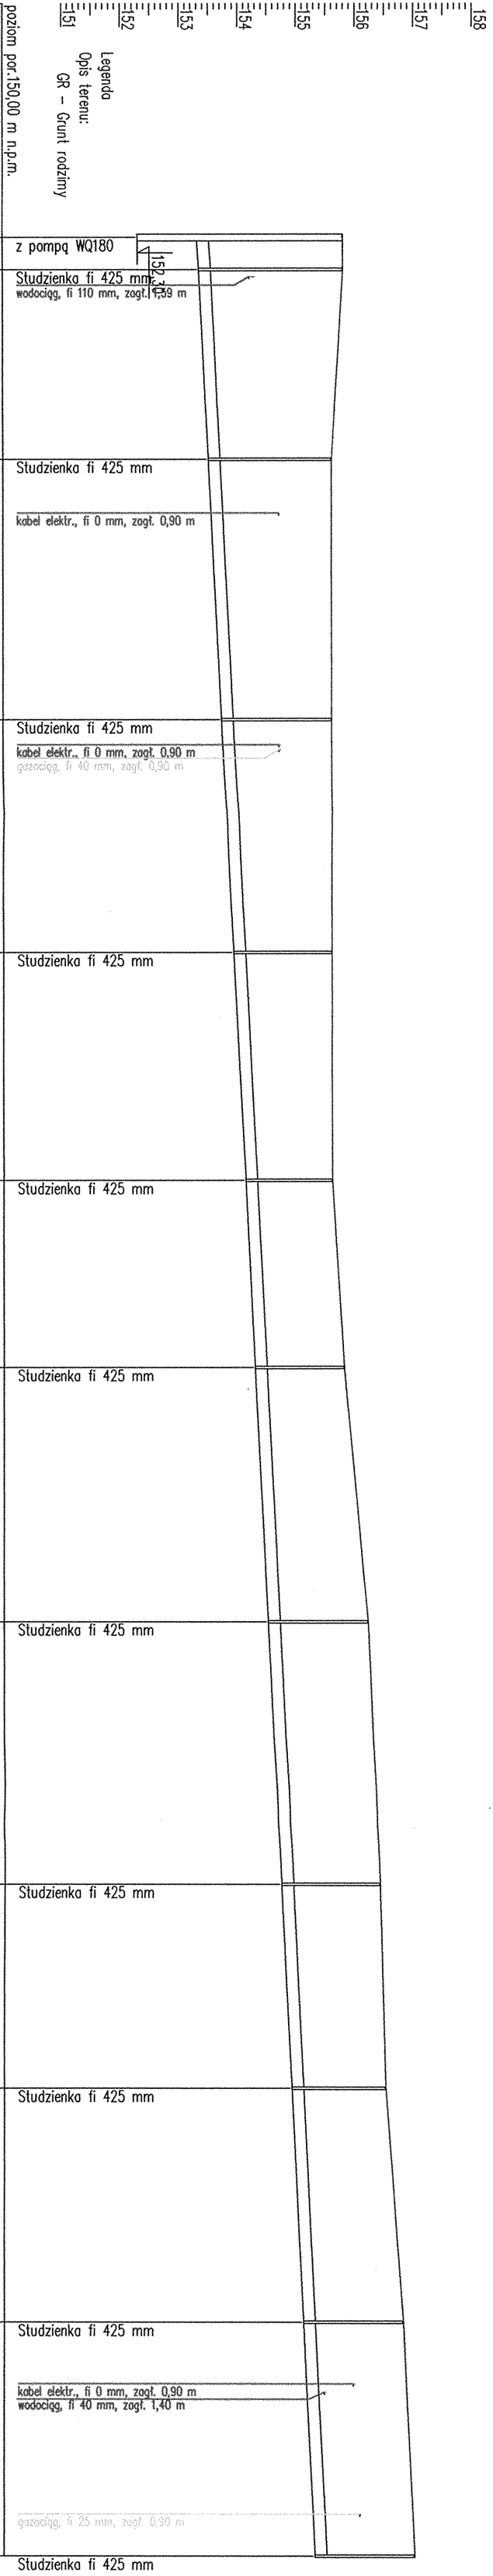 158
157
156
155
154
153
152
151
Legenda
Opis terenu:
GR - Grunt rodzimy
poziom por.150,00 m n.p.m.
z pompą WQ180
152,30
Studzienka fi 425 mm
wodociąg, fi 110 mm, zagł. 1,59 m
Studzienka fi 425 mm
kabel elektr., fi 0 mm, zagł. 0,90 m
Studzienka fi 425 mm
kabel elektr., fi 0 mm, zagł. 0,90 m
gazociąg, fi 40 mm, zagł. 0,90 m
Studzienka fi 425 mm
Studzienka fi 425 mm
Studzienka fi 425 mm
Studzienka fi 425 mm
Studzienka fi 425 mm
Studzienka fi 425 mm
Studzienka fi 425 mm
kabel elektr., fi 0 mm, zagł. 0,90 m
wodociąg, fi 40 mm, zagł. 1,40 m
gazociąg, fi 25 mm, zagł. 0,90 m
Studzienka fi 425 mm